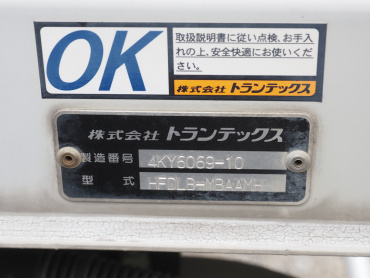 OK
取扱説明書に従い点検、お手入
れの上、安全快適にお使いくだ
さい。
株式会社 トランテックス
株式会社 トランテックス
製造番号 4KY6069-10
型式 HFDLB-MBAAMH